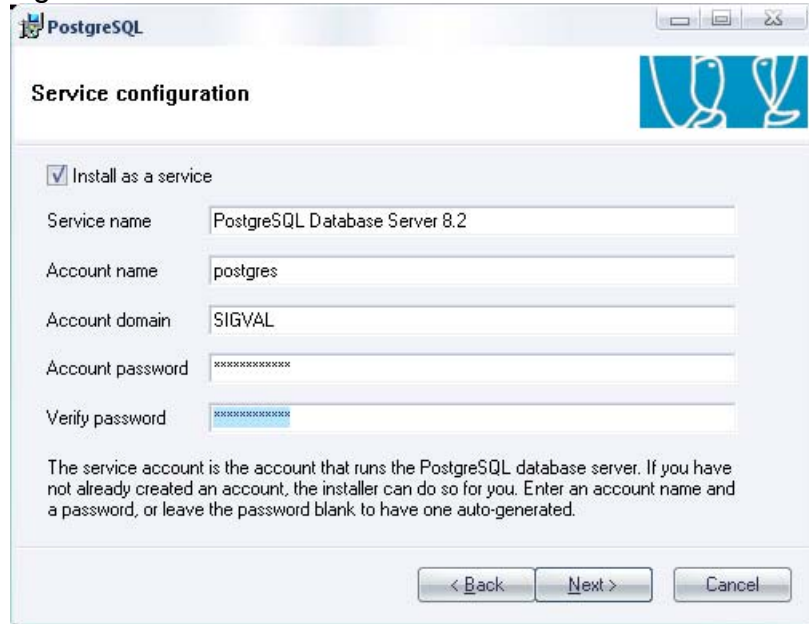 PostgreSQL
Service configuration
Install as a service
Service name PostgreSQL Database Server 8.2
Account name postgres
Account domain SIGVAL
Account password ************
Verify password ************
The service account is the account that runs the PostgreSQL database server. If you have
not already created an account, the installer can do so for you. Enter an account name and
a password, or leave the password blank to have one auto-generated.
< Back Next > Cancel